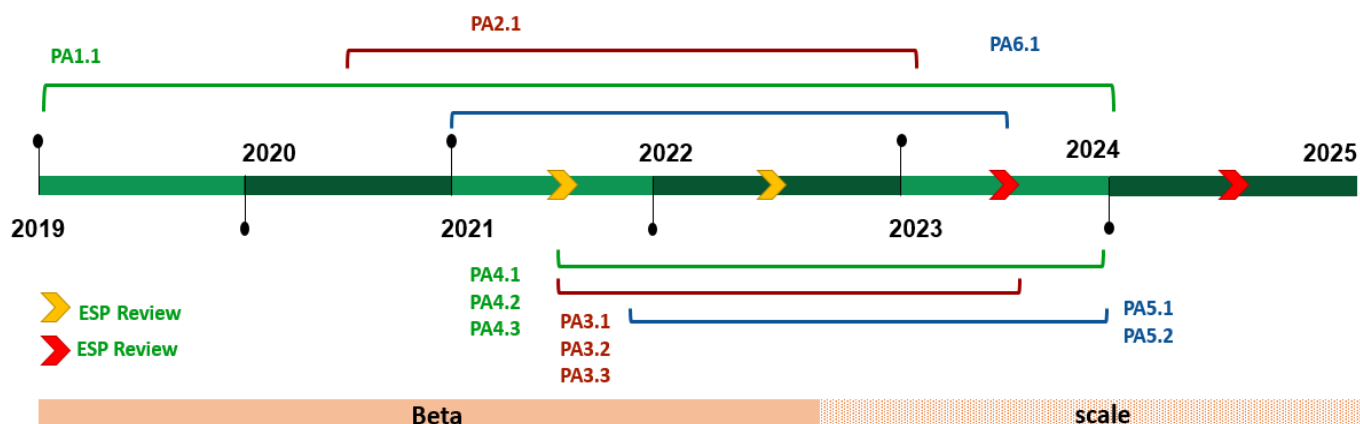 PA2.1
PA6.1
PA1.1
2020
2022
2024
2025
2019
2021
2023
PA4.1
PA4.2
PA4.3
ESP Review
ESP Review
PA3.1
PA3.2
PA3.3
PA5.1
PA5.2
Beta
scale